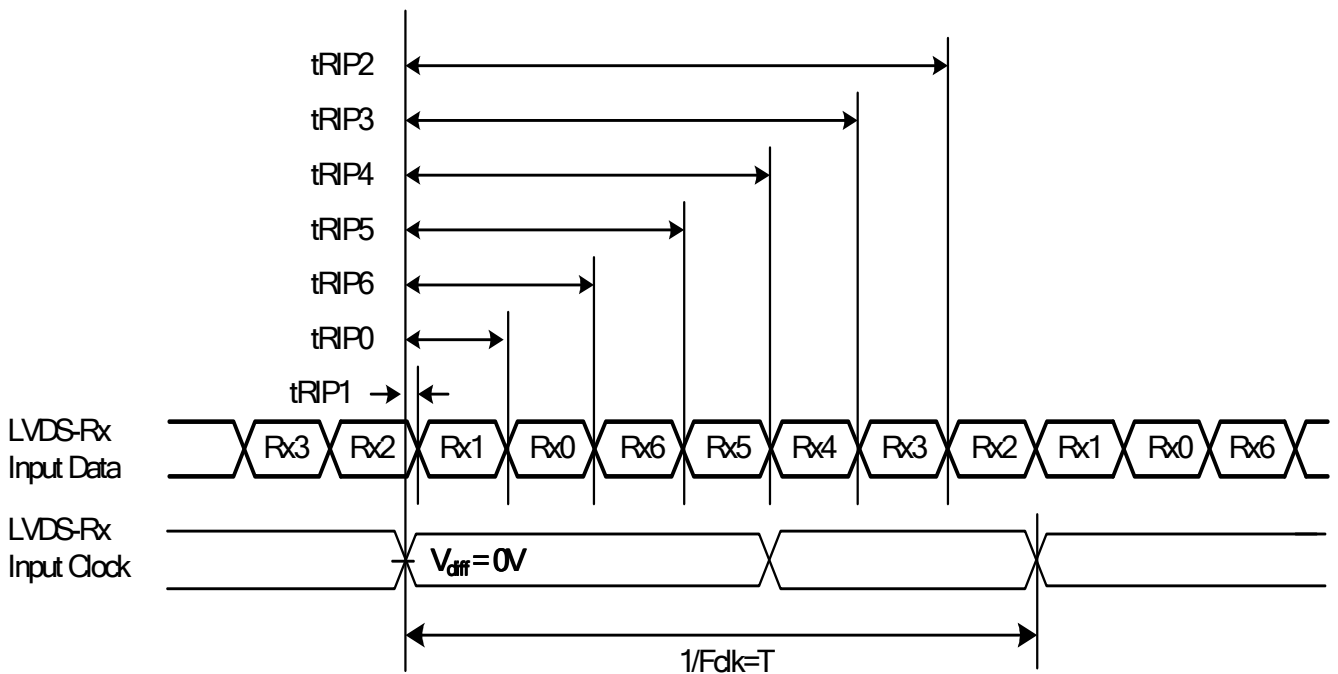 tRIP2
tRIP3
tRIP4
tRIP5
tRIP6
tRIP0
tRIP1
LVDS-Rx
Input Data
Rx3 Rx2 Rx1 Rx0 Rx6 Rx5 Rx4 Rx3 Rx2 Rx1 Rx0 Rx6
LVDS-Rx
Input Clock
Vdiff = 0V
1/Fclk=T